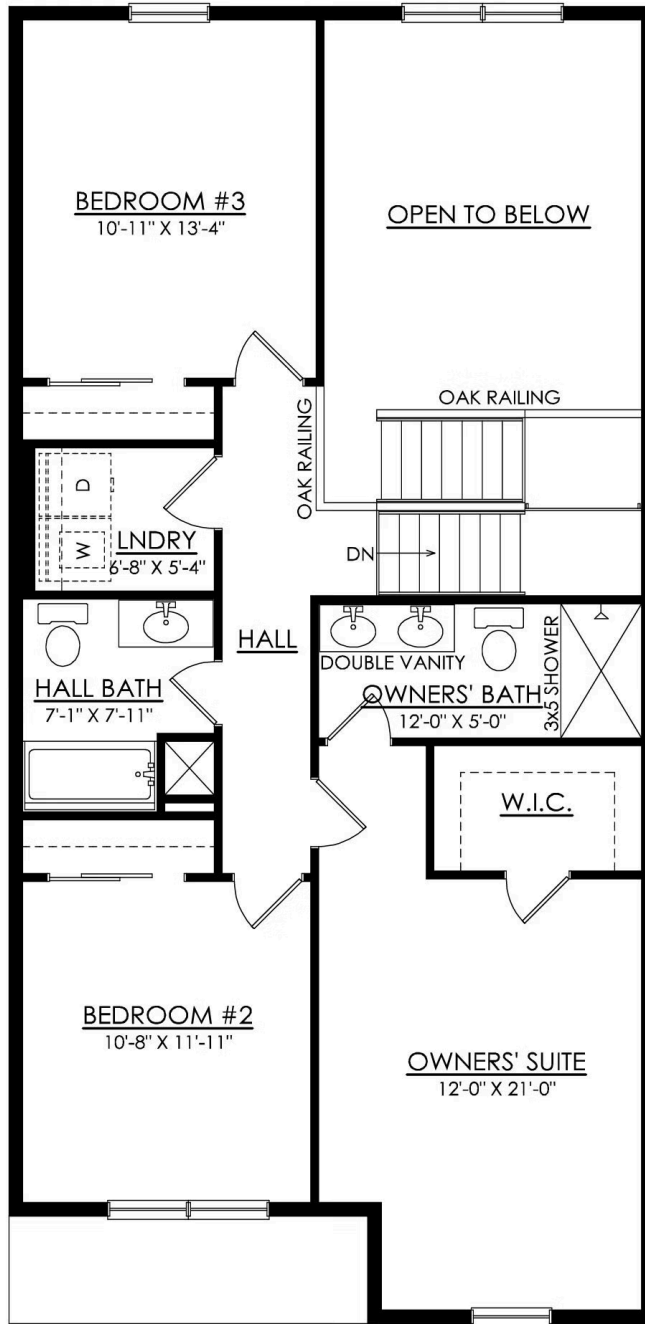 BEDROOM #3
10'-11" X 13'-4"
OPEN TO BELOW
OAK RAILING
OAK RAILING
D
W
LNDRY
6'-8" X 5'-4"
DN
HALL
HALL BATH
7'-1" X 7'-11"
DOUBLE VANITY
OWNERS' BATH
12'-0" X 5'-0"
3x5 SHOWER
W.I.C.
BEDROOM #2
10'-8" X 11'-11"
OWNERS' SUITE
12'-0" X 21'-0"